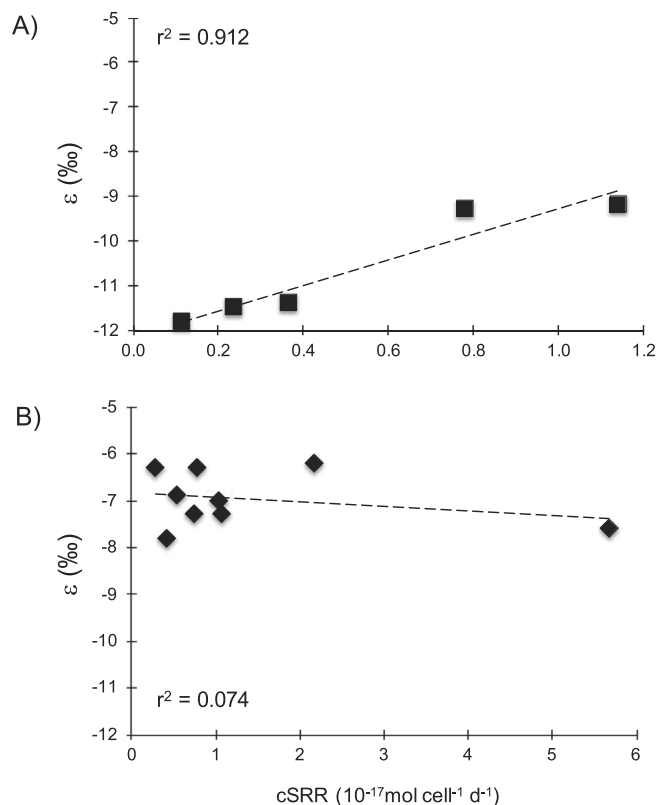 A)
r² = 0.912
ε (‰)
-5
-6
-7
-8
-9
-10
-11
-12
0.0 0.2 0.4 0.6 0.8 1.0 1.2
B)
ε (‰)
-5
-6
-7
-8
-9
-10
-11
-12
r² = 0.074
0 1 2 3 4 5 6
cSRR (10⁻¹⁷mol cell⁻¹ d⁻¹)